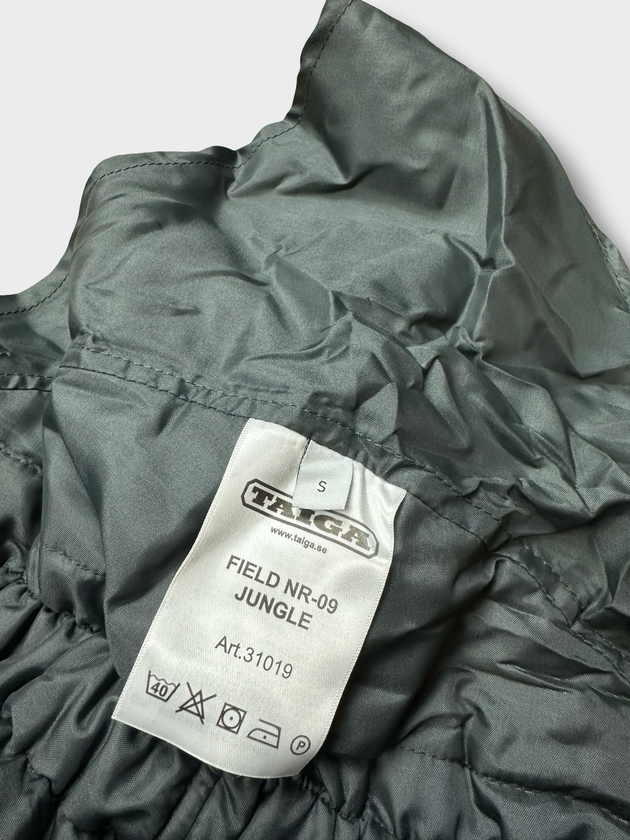 S
TAIGA
www.taiga.se
FIELD NR-09
JUNGLE
Art.31019
40
P